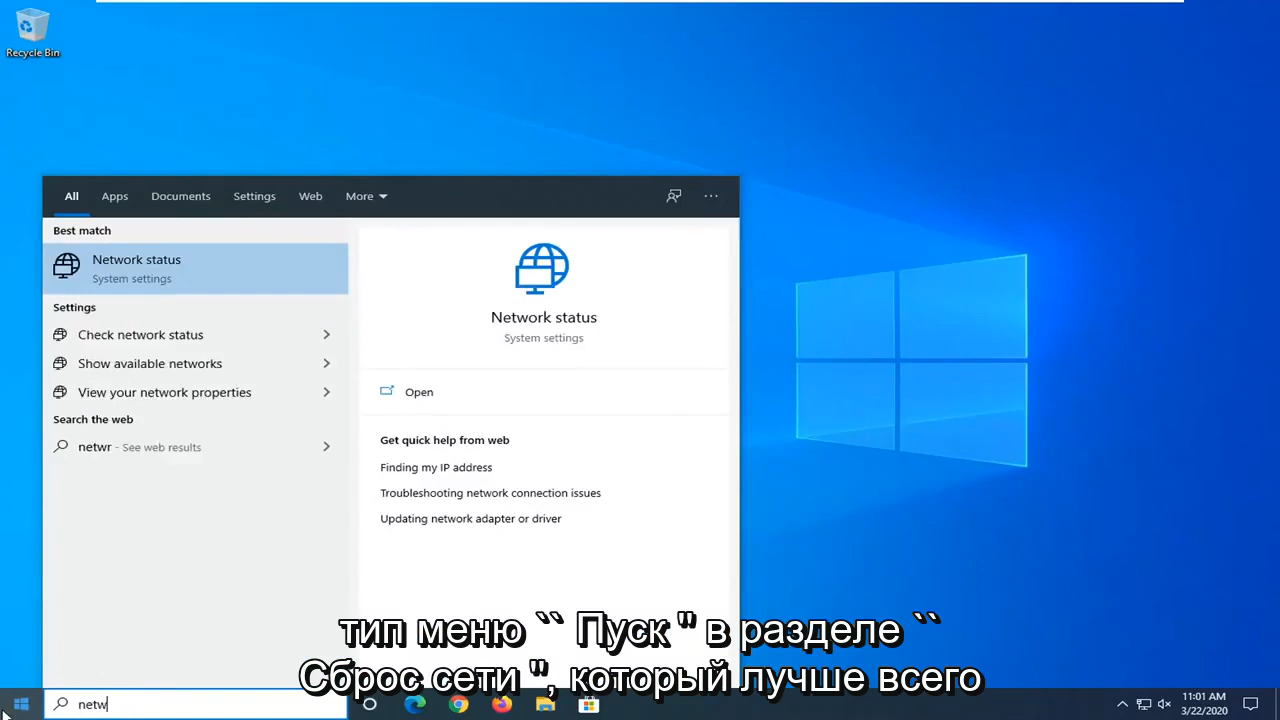 Recycle Bin
All Apps Documents Settings Web More
Best match
Network status
System settings
Settings
Check network status
Show available networks
View your network properties
Search the web
netwr - See web results
Network status
System settings
Open
Get quick help from web
Finding my IP address
Troubleshooting network connection issues
Updating network adapter or driver
тип меню `` Пуск '' в разделе ``
Сброс сети '', который лучше всего
netw
11:01 AM
3/22/2020